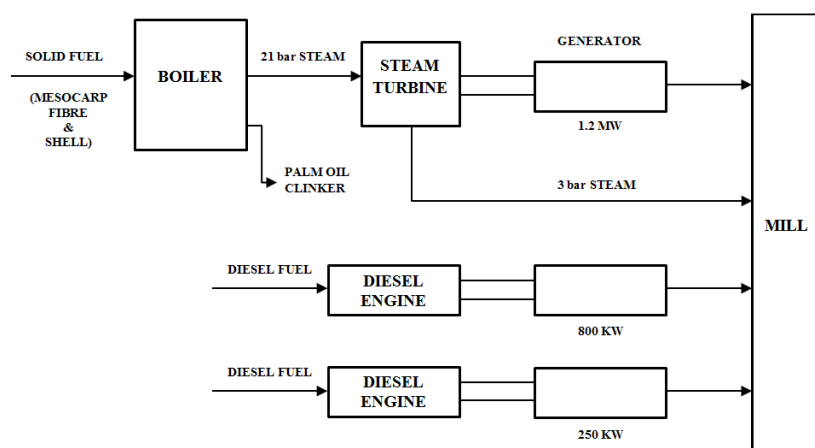 SOLID FUEL
(MESOCARP
FIBRE
&
SHELL)
BOILER
21 bar STEAM
PALM OIL
CLINKER
STEAM
TURBINE
GENERATOR
1.2 MW
3 bar STEAM
MILL
DIESEL FUEL
DIESEL
ENGINE
800 KW
DIESEL FUEL
DIESEL
ENGINE
250 KW